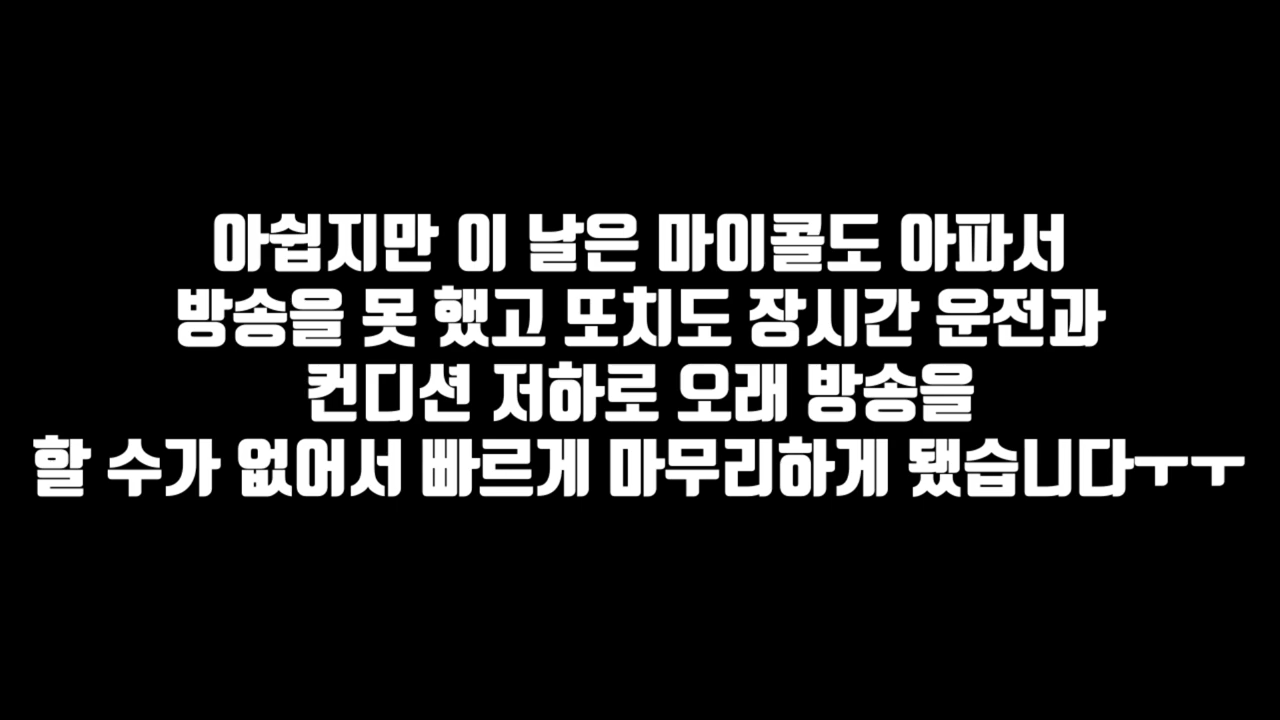 아쉽지만 이 날은 마이콜도 아파서
방송을 못 했고 또치도 장시간 운전과
컨디션 저하로 오래 방송을
할 수가 없어서 빠르게 마무리하게 됐습니다ㅜㅜ